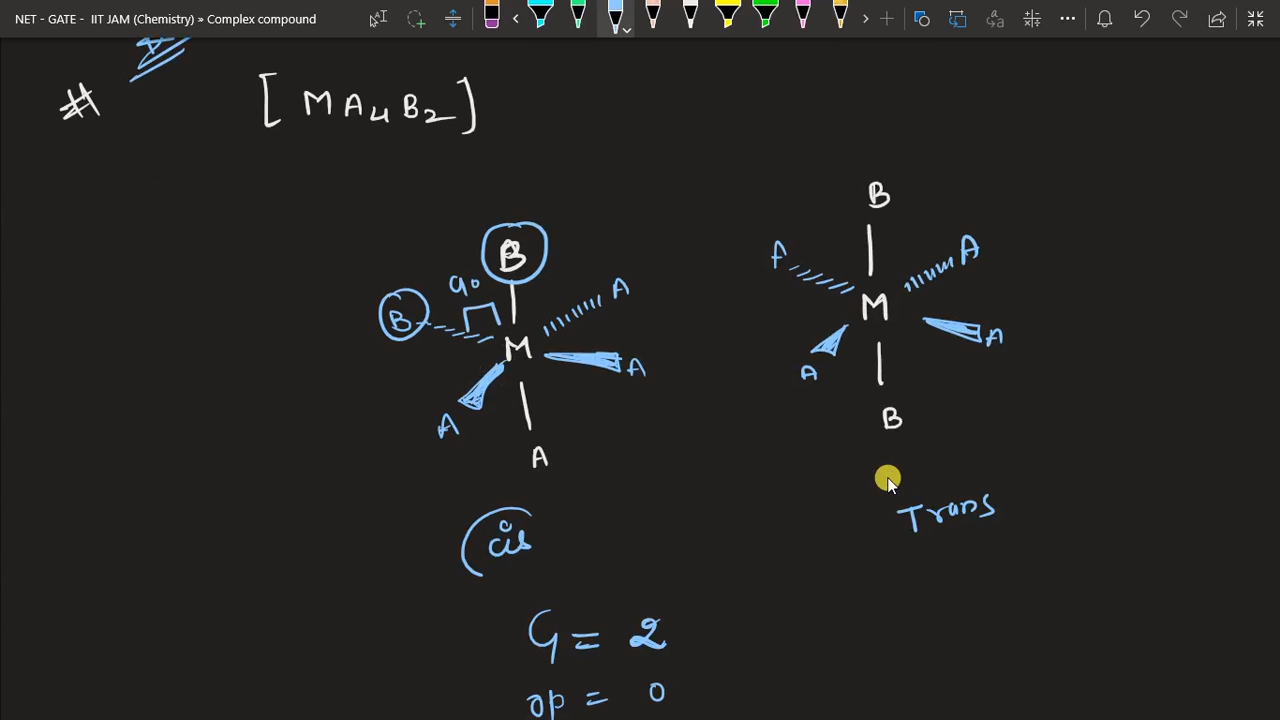 NET - GATE - IIT JAM (Chemistry) » Complex compound
# [MA4B2]
B
B
90
B
A
A
A
A
M
M
B
A
A
A
A
A
B
A
cis
Trans
G = 2
op = 0